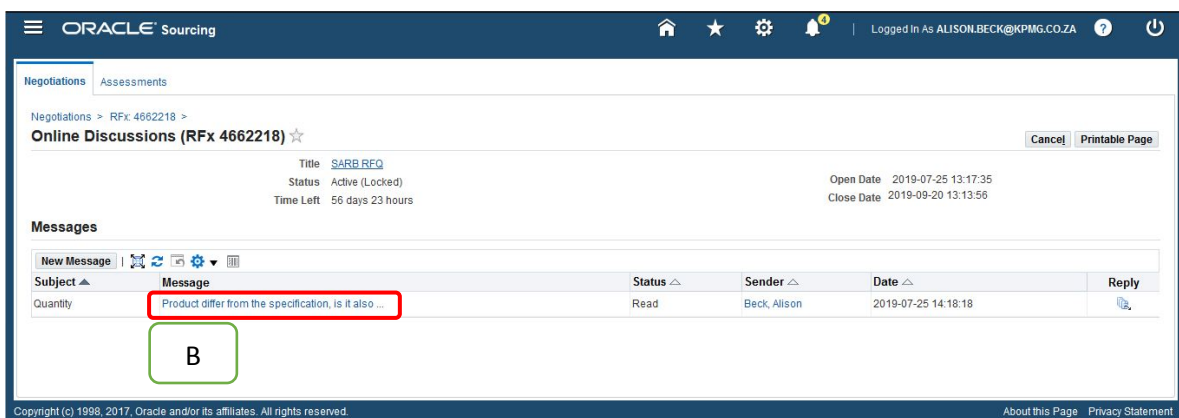 ORACLE Sourcing
4
Logged In As ALISON.BECK@KPMG.CO.ZA ?
Negotiations Assessments
Negotiations > RFx: 4662218 >
Online Discussions (RFx 4662218)
Cancel Printable Page
Title SARB RFQ
Status Active (Locked)
Time Left 56 days 23 hours
Open Date 2019-07-25 13:17:35
Close Date 2019-09-20 13:13:56
Messages
New Message
Subject Message Status Sender Date Reply
Quantity Product differ from the specification, is it also ... Read Beck, Alison 2019-07-25 14:18:18
B
Copyright (c) 1998, 2017, Oracle and/or its affiliates. All rights reserved. About this Page Privacy Statement